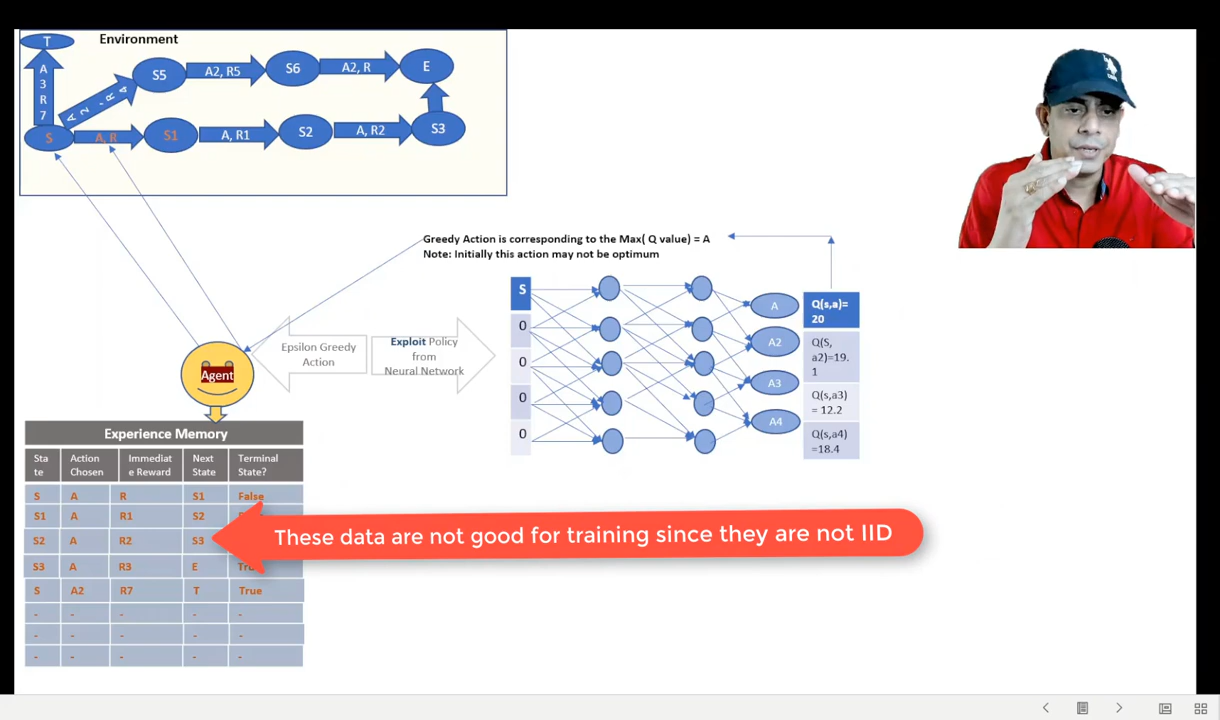 Environment
T
A
3
R
7
A2, R4
S5
A2, R5
S6
A2, R
E
S
A, R
S1
A, R1
S2
A, R2
S3
Greedy Action is corresponding to the Max( Q value) = A
Note: Initially this action may not be optimum
Agent
Epsilon Greedy
Action
Exploit Policy
from
Neural Network
S
0
0
0
0
A
A2
A3
A4
Q(s,a)=
20
Q(S,
a2)=19.
1
Q(s,a3)
= 12.2
Q(s,a4)
=18.4
Experience Memory
Sta
te
Action
Chosen
Immediat
e Reward
Next
State
Terminal
State?
S A R S1 False
S1 A R1 S2
S2 A R2 S3
S3 A R3 E
S A2 R7 T True
- - - -
- - - -
- - - -
These data are not good for training since they are not IID